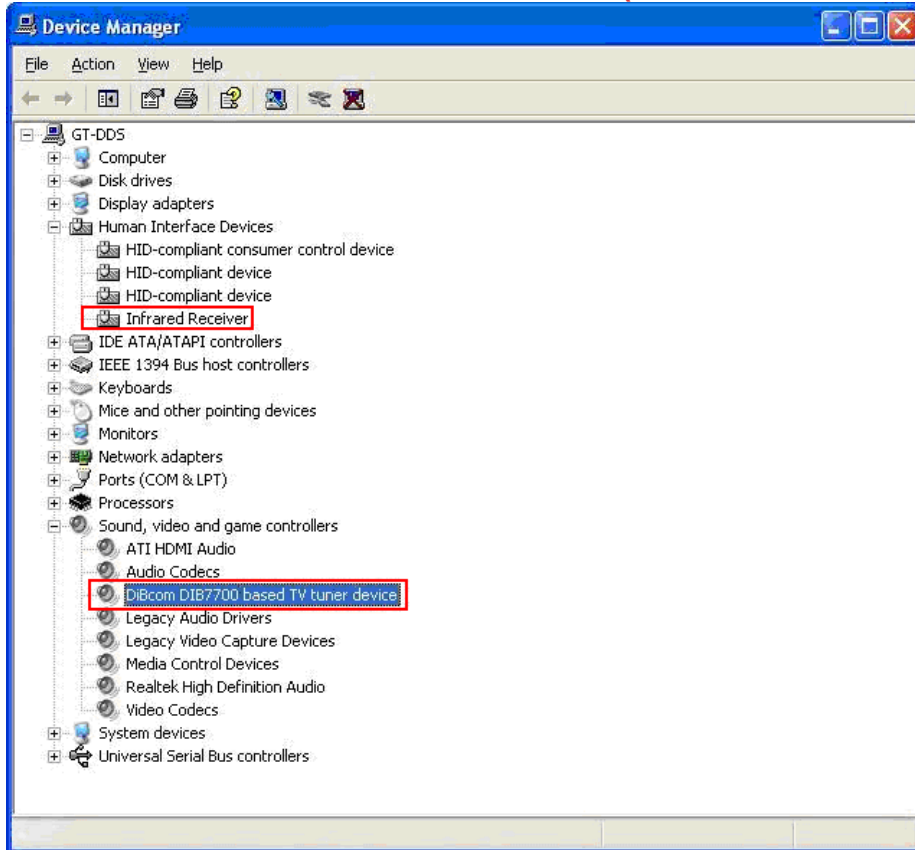 Device Manager
File Action View Help
GT-DDS
Computer
Disk drives
Display adapters
Human Interface Devices
HID-compliant consumer control device
HID-compliant device
HID-compliant device
Infrared Receiver
IDE ATA/ATAPI controllers
IEEE 1394 Bus host controllers
Keyboards
Mice and other pointing devices
Monitors
Network adapters
Ports (COM & LPT)
Processors
Sound, video and game controllers
ATI HDMI Audio
Audio Codecs
DiBcom DIB7700 based TV tuner device
Legacy Audio Drivers
Legacy Video Capture Devices
Media Control Devices
Realtek High Definition Audio
Video Codecs
System devices
Universal Serial Bus controllers